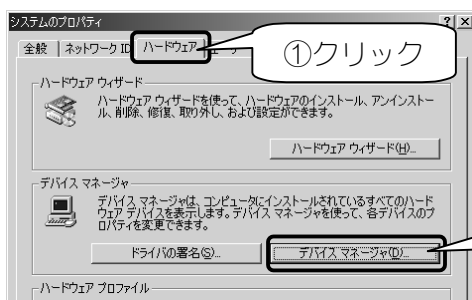 システムのプロパティ
全般 ネットワーク ID ハードウェア
①クリック
ハードウェア ウィザード
ハードウェア ウィザードを使って、ハードウェアのインストール、アンインストー
ル、削除、修復、取り外し、および設定ができます。
ハードウェア ウィザード(H)...
デバイス マネージャ
デバイス マネージャは、コンピュータにインストールされているすべてのハード
ウェア デバイスを表示します。デバイス マネージャを使って、各デバイスのプ
ロパティを変更できます。
ドライバの署名(S)... デバイス マネージャ(D)...
ハードウェア プロファイル